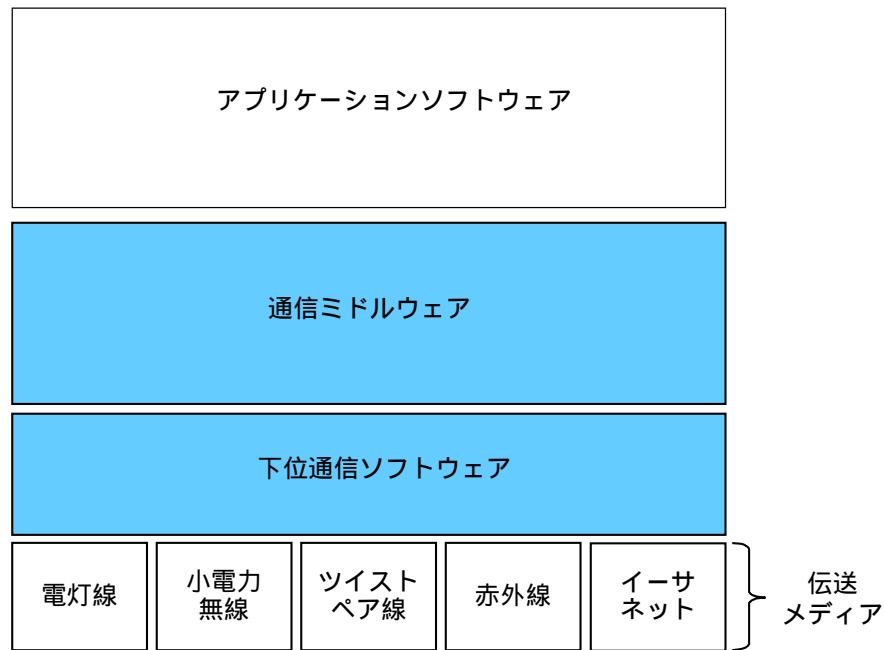 アプリケーションソフトウェア
通信ミドルウェア
下位通信ソフトウェア
電灯線
小電力
無線
ツイスト
ペア線
赤外線
イーサ
ネット
伝送
メディア